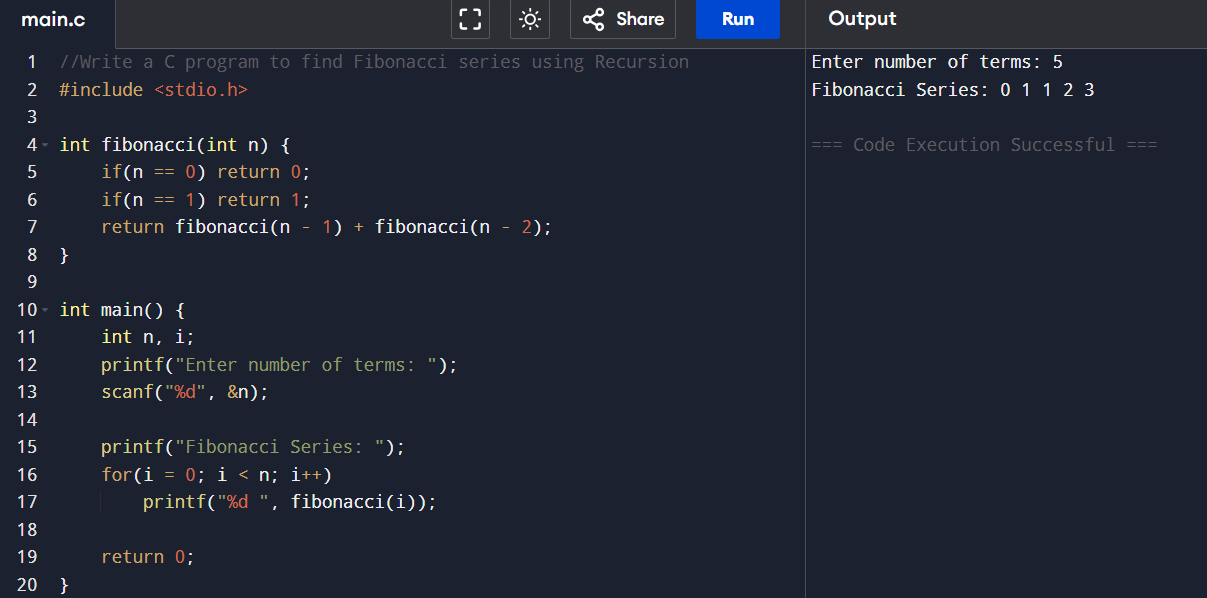 main.c Share Run Output
1 //Write a C program to find Fibonacci series using Recursion
2 #include <stdio.h>
3
4 int fibonacci(int n) {
5     if(n == 0) return 0;
6     if(n == 1) return 1;
7     return fibonacci(n - 1) + fibonacci(n - 2);
8 }
9
10 int main() {
11     int n, i;
12     printf("Enter number of terms: ");
13     scanf("%d", &n);
14
15     printf("Fibonacci Series: ");
16     for(i = 0; i < n; i++)
17         printf("%d ", fibonacci(i));
18
19     return 0;
20 }
Enter number of terms: 5
Fibonacci Series: 0 1 1 2 3
=== Code Execution Successful ===